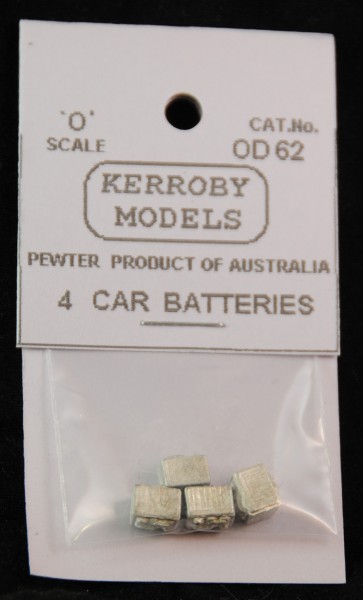 'O' CAT.No.
SCALE OD62
KERROBY
MODELS
PEWTER PRODUCT OF AUSTRALIA
4 CAR BATTERIES